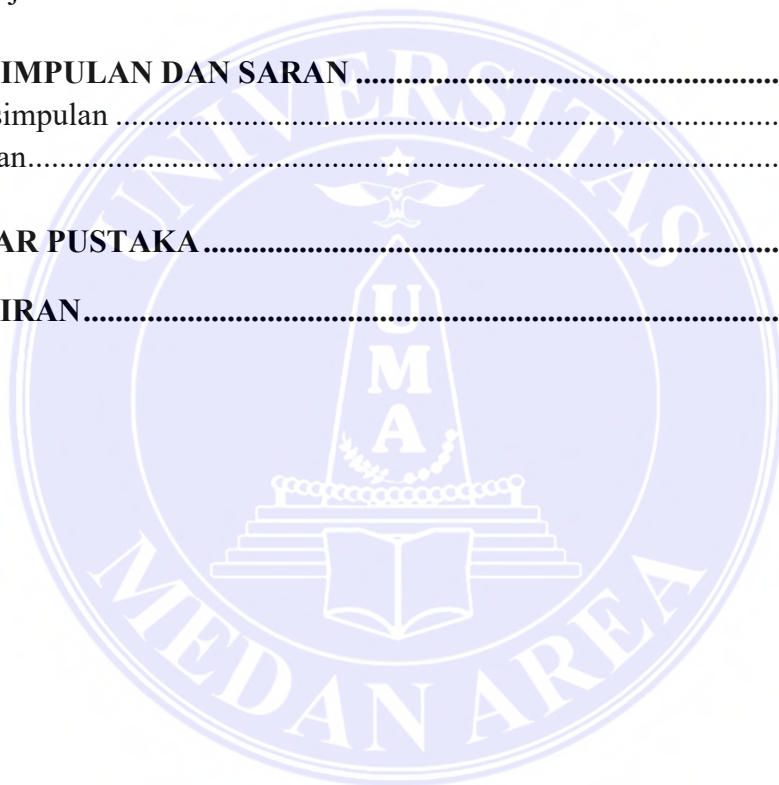 IMPULAN DAN SARAN ......................................................
simpulan ....................................................................................
an................................................................................................
AR PUSTAKA.........................................................................
IRAN........................................................................................
UNIVERSITAS
U
M
A
MEDAN AREA